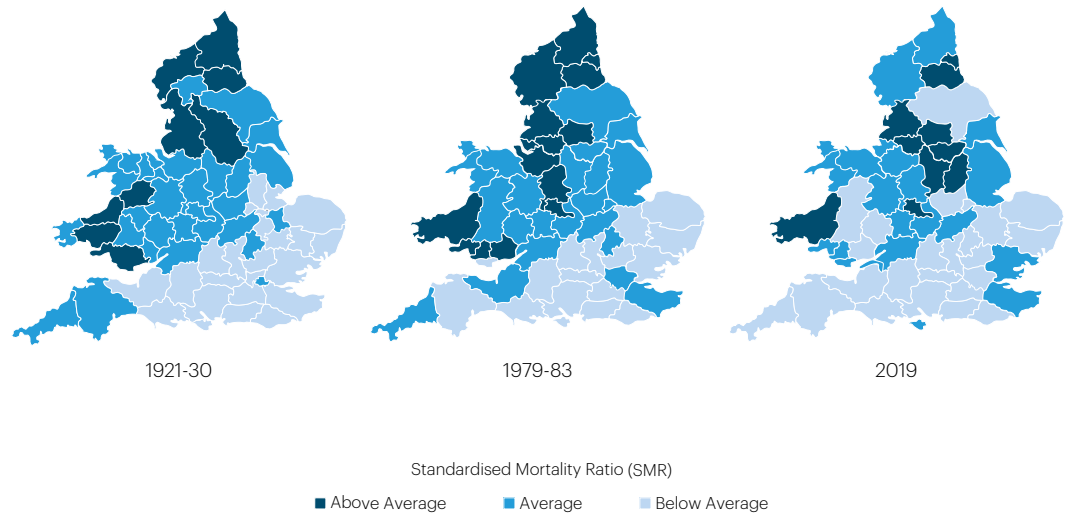 1921-30
1979-83
2019
Standardised Mortality Ratio (SMR)
Above Average
Average
Below Average